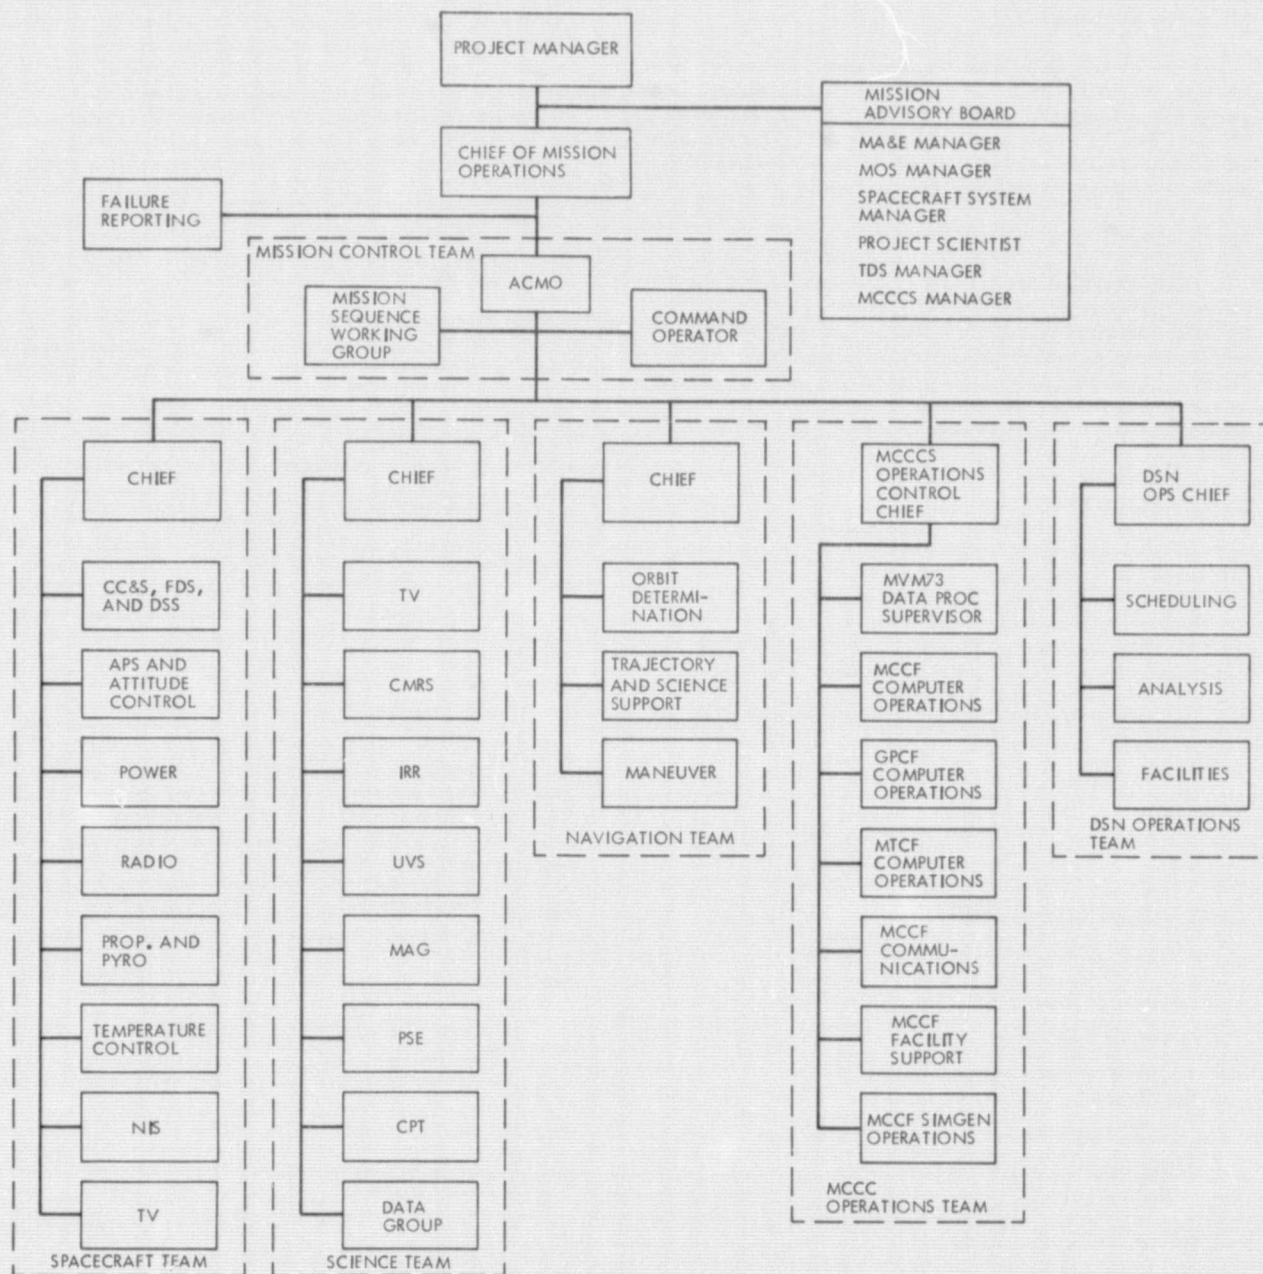 PROJECT MANAGER
MISSION
ADVISORY BOARD
MA&E MANAGER
MOS MANAGER
SPACECRAFT SYSTEM
MANAGER
PROJECT SCIENTIST
TDS MANAGER
MCCCS MANAGER
CHIEF OF MISSION
OPERATIONS
FAILURE
REPORTING
MISSION CONTROL TEAM
ACMO
MISSION
SEQUENCE
WORKING
GROUP
COMMAND
OPERATOR
CHIEF
CC&S, FDS,
AND DSS
APS AND
ATTITUDE
CONTROL
POWER
RADIO
PROP. AND
PYRO
TEMPERATURE
CONTROL
NIS
TV
SPACECRAFT TEAM
CHIEF
TV
CMRS
IRR
UVS
MAG
PSE
CPT
DATA
GROUP
SCIENCE TEAM
CHIEF
ORBIT
DETERMI-
NATION
TRAJECTORY
AND SCIENCE
SUPPORT
MANEUVER
NAVIGATION TEAM
MCCCS
OPERATIONS
CONTROL
CHIEF
MVM73
DATA PROC
SUPERVISOR
MCCF
COMPUTER
OPERATIONS
GPCF
COMPUTER
OPERATIONS
MTCF
COMPUTER
OPERATIONS
MCCF
COMMU-
NICATIONS
MCCF
FACILITY
SUPPORT
MCCF SIMGEN
OPERATIONS
MCCC
OPERATIONS TEAM
DSN
OPS CHIEF
SCHEDULING
ANALYSIS
FACILITIES
DSN OPERATIONS
TEAM